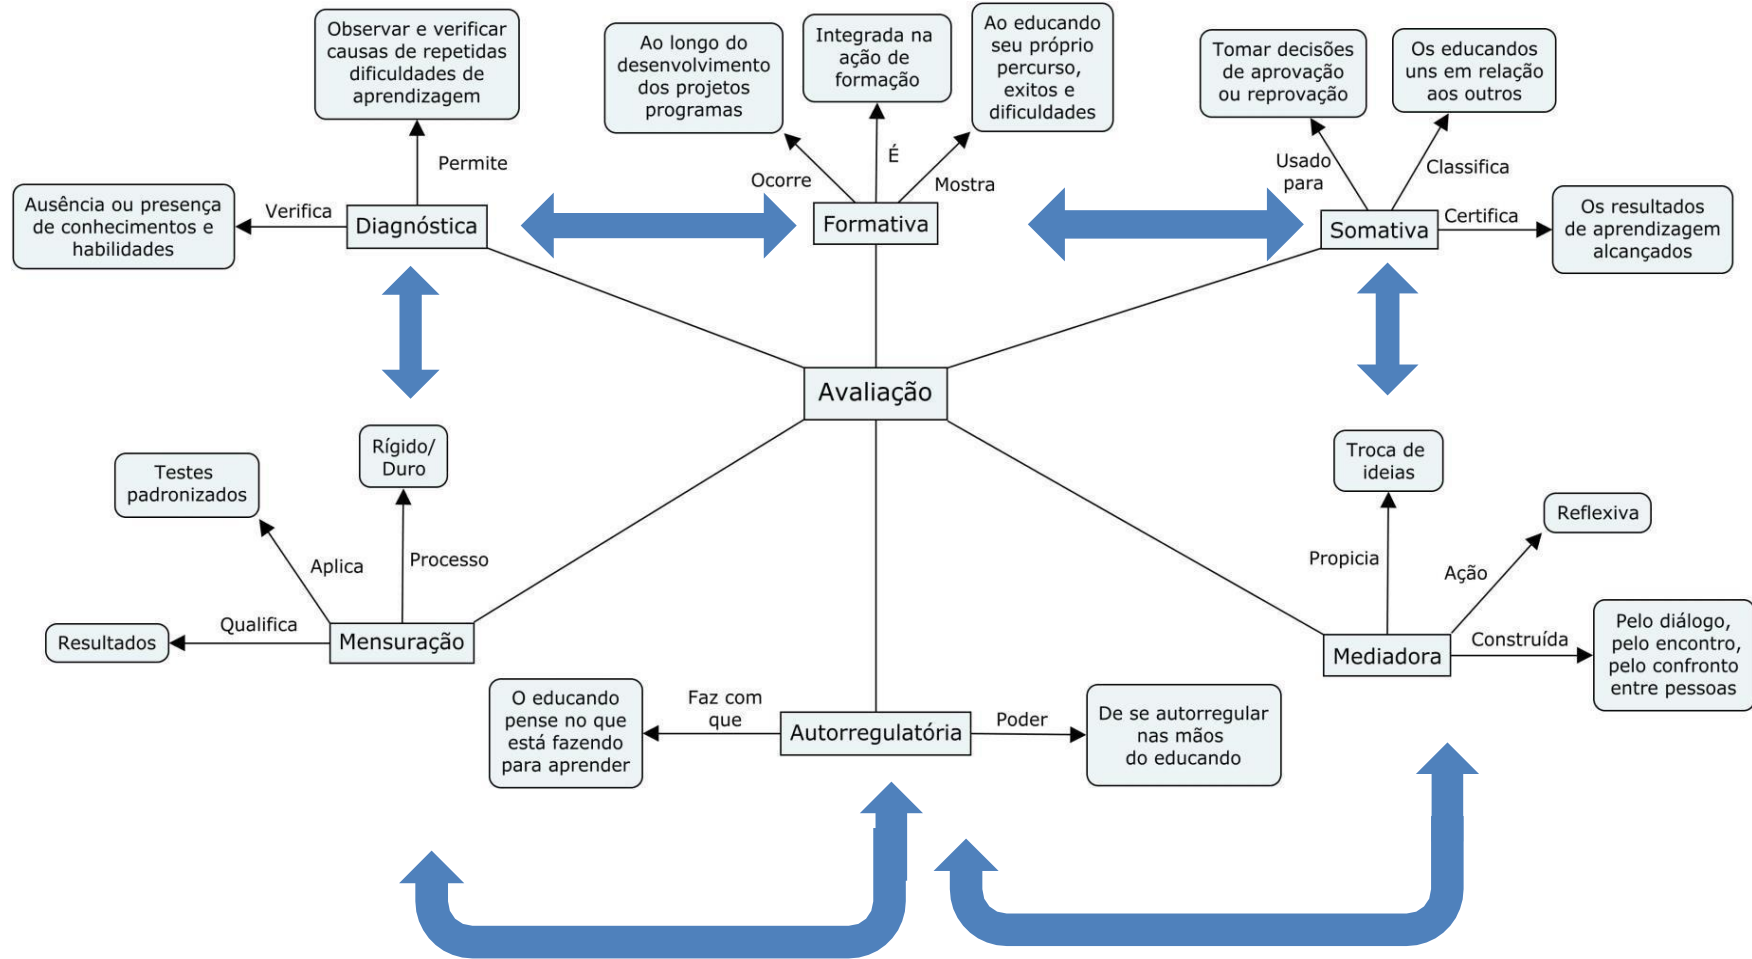 Observar e verificar
causas de repetidas
dificuldades de
aprendizagem
Permite
Ausência ou presença
de conhecimentos e
habilidades
Verifica
Diagnóstica
Ao longo do
desenvolvimento
dos projetos
programas
Ocorre
Integrada na
ação de
formação
É
Ao educando
seu próprio
percurso,
exitos e
dificuldades
Mostra
Formativa
Tomar decisões
de aprovação
ou reprovação
Usado
para
Os educandos
uns em relação
aos outros
Classifica
Somativa
Certifica
Os resultados
de aprendizagem
alcançados
Avaliação
Testes
padronizados
Aplica
Rígido/
Duro
Processo
Resultados
Qualifica
Mensuração
Troca de
ideias
Propicia
Reflexiva
Ação
Mediadora
Construída
Pelo diálogo,
pelo encontro,
pelo confronto
entre pessoas
O educando
pense no que
está fazendo
para aprender
Faz com
que
Autorregulatória
Poder
De se autorregular
nas mãos
do educando